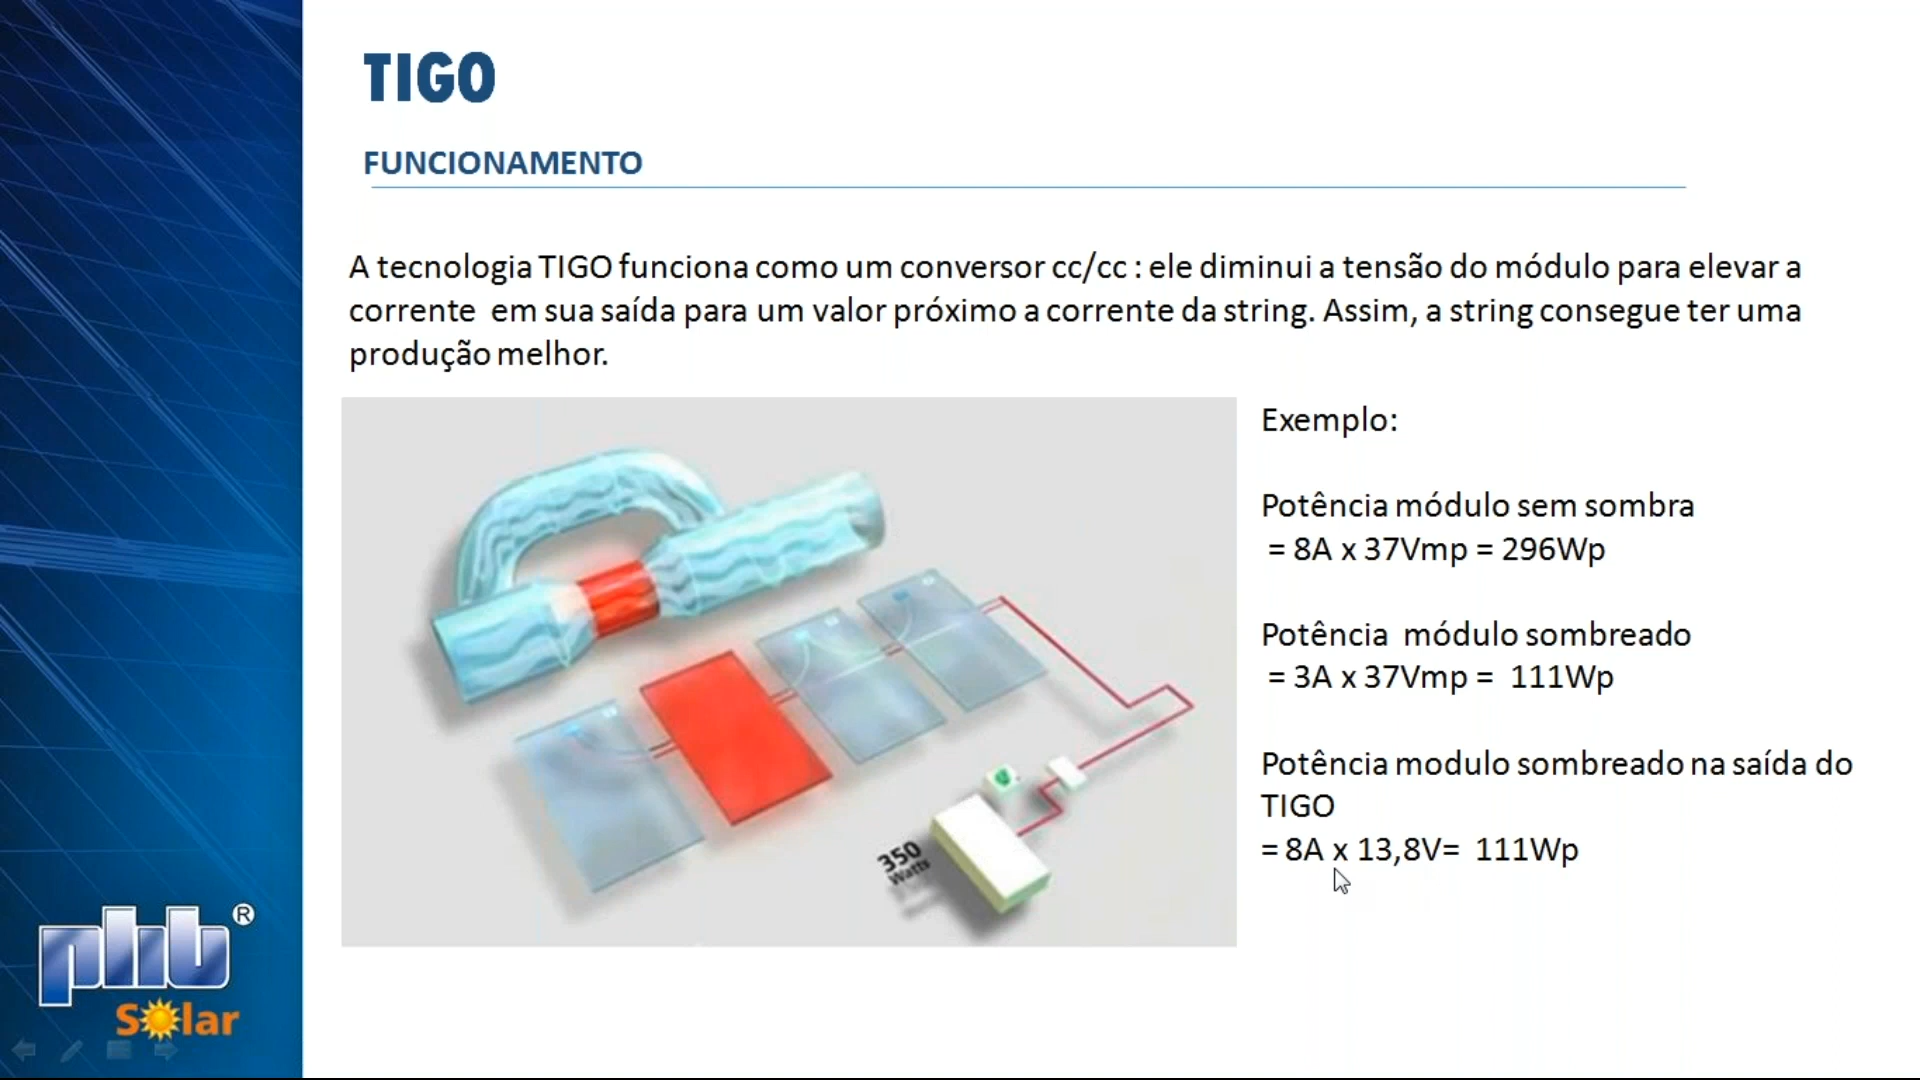 TIGO
FUNCIONAMENTO
A tecnologia TIGO funciona como um conversor cc/cc : ele diminui a tensão do módulo para elevar a
corrente em sua saída para um valor próximo a corrente da string. Assim, a string consegue ter uma
produção melhor.
Exemplo:
Potência módulo sem sombra
= 8A x 37Vmp = 296Wp
Potência módulo sombreado
= 3A x 37Vmp = 111Wp
Potência modulo sombreado na saída do
TIGO
= 8A x 13,8V= 111Wp
350
Watts
phb ®
Solar